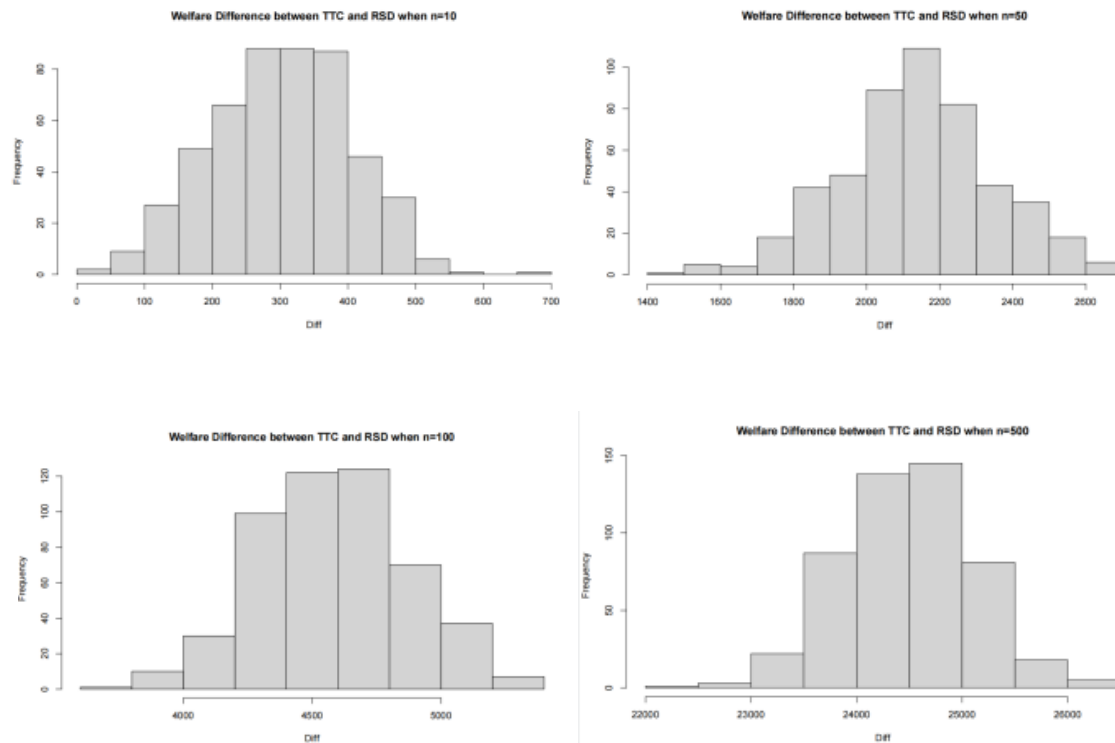 Welfare Difference between TTC and RSD when n=10
Frequency
0 20 40 60 80
0 100 200 300 400 500 600 700
Diff
Welfare Difference between TTC and RSD when n=50
Frequency
0 20 40 60 80 100
1400 1600 1800 2000 2200 2400 2600
Diff
Welfare Difference between TTC and RSD when n=100
Frequency
0 20 40 60 80 100 120
4000 4500 5000
Diff
Welfare Difference between TTC and RSD when n=500
Frequency
0 50 100 150
22000 23000 24000 25000 26000
Diff